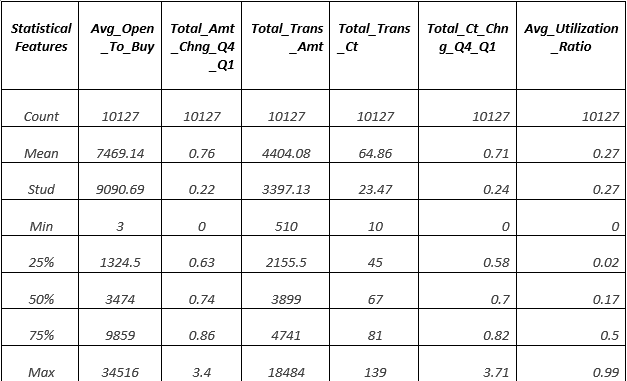 Statistical Features Avg_Open_To_Buy Total_Amt_Chng_Q4_Q1 Total_Trans_Amt Total_Trans_Ct Total_Ct_Chng_Q4_Q1 Avg_Utilization_Ratio
Count 10127 10127 10127 10127 10127 10127
Mean 7469.14 0.76 4404.08 64.86 0.71 0.27
Stud 9090.69 0.22 3397.13 23.47 0.24 0.27
Min 3 0 510 10 0 0
25% 1324.5 0.63 2155.5 45 0.58 0.02
50% 3474 0.74 3899 67 0.7 0.17
75% 9859 0.86 4741 81 0.82 0.5
Max 34516 3.4 18484 139 3.71 0.99